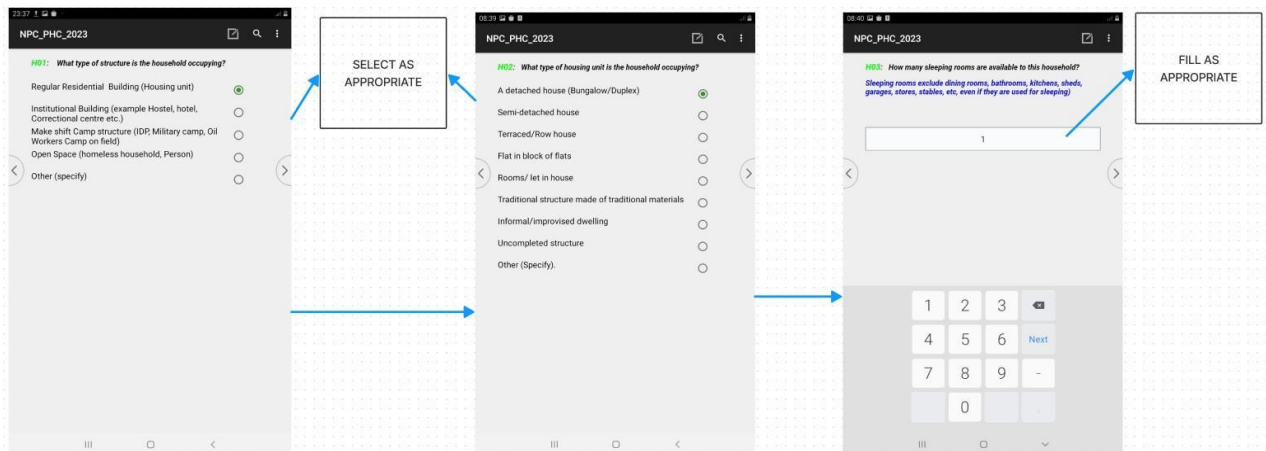 23:37
NPC_PHC_2023
H01: What type of structure is the household occupying?
Regular Residential Building (Housing unit)
Institutional Building (example Hostel, hotel,
Correctional centre etc.)
Make shift Camp structure (IDP, Military camp, Oil
Workers Camp on field)
Open Space (homeless household, Person)
Other (specify)
SELECT AS
APPROPRIATE
08:39
NPC_PHC_2023
H02: What type of housing unit is the household occupying?
A detached house (Bungalow/Duplex)
Semi-detached house
Terraced/Row house
Flat in block of flats
Rooms/ let in house
Traditional structure made of traditional materials
Informal/improvised dwelling
Uncompleted structure
Other (Specify).
08:40
NPC_PHC_2023
H03: How many sleeping rooms are available to this household?
Sleeping rooms exclude dining rooms, bathrooms, kitchens, sheds,
garages, stores, stables, etc, even if they are used for sleeping)
1
1 2 3
4 5 6 Next
7 8 9 -
0 .
FILL AS
APPROPRIATE